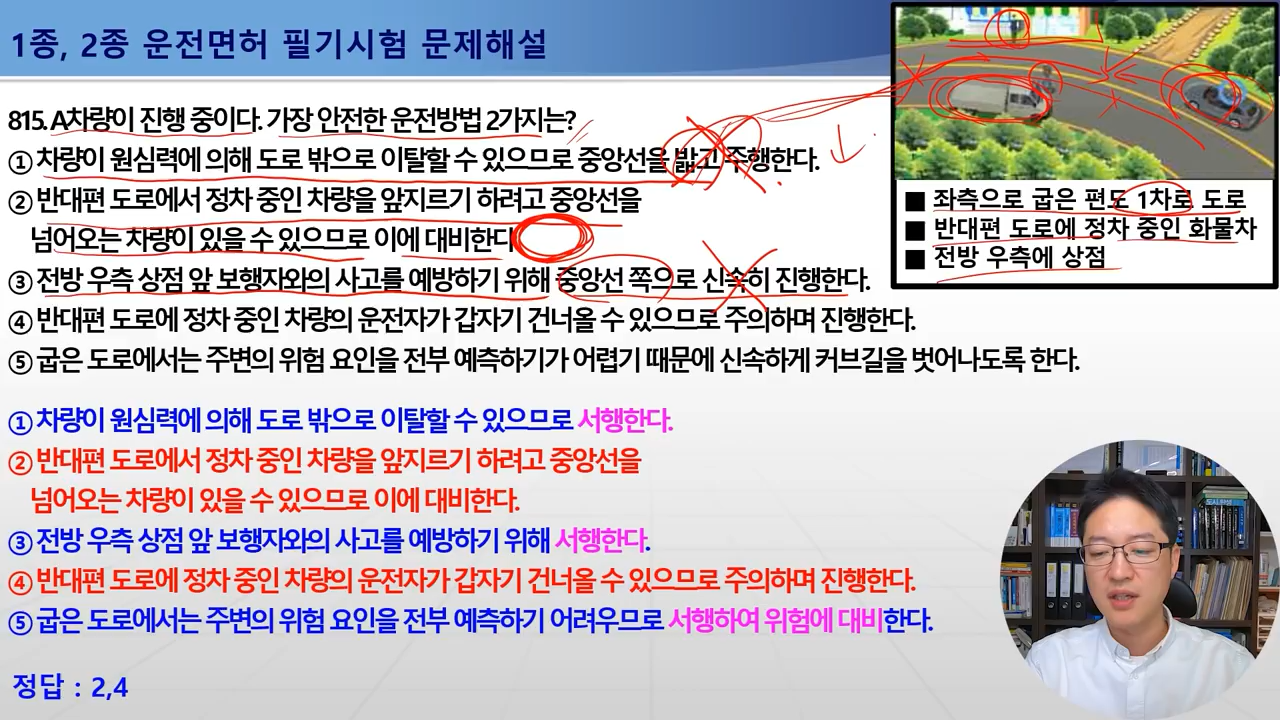 1종, 2종 운전면허 필기시험 문제해설
815. A차량이 진행 중이다. 가장 안전한 운전방법 2가지는?
① 차량이 원심력에 의해 도로 밖으로 이탈할 수 있으므로 중앙선을 밟고 주행한다.
② 반대편 도로에서 정차 중인 차량을 앞지르기 하려고 중앙선을
넘어오는 차량이 있을 수 있으므로 이에 대비한다
③ 전방 우측 상점 앞 보행자와의 사고를 예방하기 위해 중앙선 쪽으로 신속히 진행한다.
④ 반대편 도로에 정차 중인 차량의 운전자가 갑자기 건너올 수 있으므로 주의하며 진행한다.
⑤ 굽은 도로에서는 주변의 위험 요인을 전부 예측하기가 어렵기 때문에 신속하게 커브길을 벗어나도록 한다.
■ 좌측으로 굽은 편도 1차로 도로
■ 반대편 도로에 정차 중인 화물차
■ 전방 우측에 상점
① 차량이 원심력에 의해 도로 밖으로 이탈할 수 있으므로 서행한다.
② 반대편 도로에서 정차 중인 차량을 앞지르기 하려고 중앙선을
넘어오는 차량이 있을 수 있으므로 이에 대비한다.
③ 전방 우측 상점 앞 보행자와의 사고를 예방하기 위해 서행한다.
④ 반대편 도로에 정차 중인 차량의 운전자가 갑자기 건너올 수 있으므로 주의하며 진행한다.
⑤ 굽은 도로에서는 주변의 위험 요인을 전부 예측하기 어려우므로 서행하여 위험에 대비한다.
정답 : 2,4